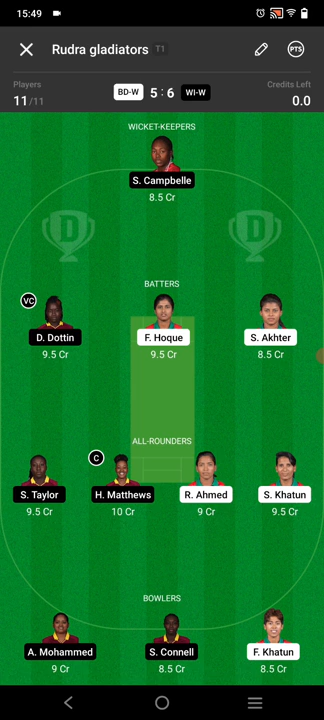 15:49
Rudra gladiators T1
PTS
Players
11/11
BD-W 5 : 6 WI-W
Credits Left
0.0
WICKET-KEEPERS
S. Campbelle
8.5 Cr
BATTERS
VC
D. Dottin F. Hoque S. Akhter
9.5 Cr 9.5 Cr 8.5 Cr
ALL-ROUNDERS
C
S. Taylor H. Matthews R. Ahmed S. Khatun
9.5 Cr 10 Cr 9 Cr 9.5 Cr
BOWLERS
A. Mohammed S. Connell F. Khatun
9 Cr 8.5 Cr 8.5 Cr